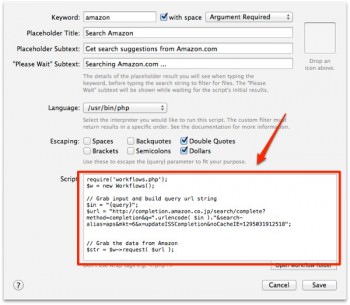 Keyword: amazon with space Argument Required
Placeholder Title: Search Amazon
Placeholder Subtext: Get search suggestions from Amazon.com
"Please Wait" Subtext: Searching Amazon.com ...
Drop an
icon above.
The details of the placeholder result you will see when typing the
keyword, before typing the search string to filter for files. The "Please
Wait" subtext will be shown while waiting for the script's initial results.
Language: /usr/bin/php
Select the interpreter you would like to run this script. The custom filter must
return results in a specific order. See the documentation for more information.
Escaping: Spaces Backquotes Double Quotes
Brackets Semicolons Dollars
Use these to escape the {query} parameter to fit your purpose.
Script:
require('workflows.php');
$w = new Workflows();
// Grab input and build query url string
$in = "{query}";
$url = "http://completion.amazon.co.jp/search/complete?
method=completion&q=".urlencode( $in )."&search-
alias=aps&mkt=6&x=updateISSCompletion&noCacheIE=1295031912518";
// Grab the data from Amazon
$str = $w->request( $url );
Open workflow folder
?
Cancel
Save